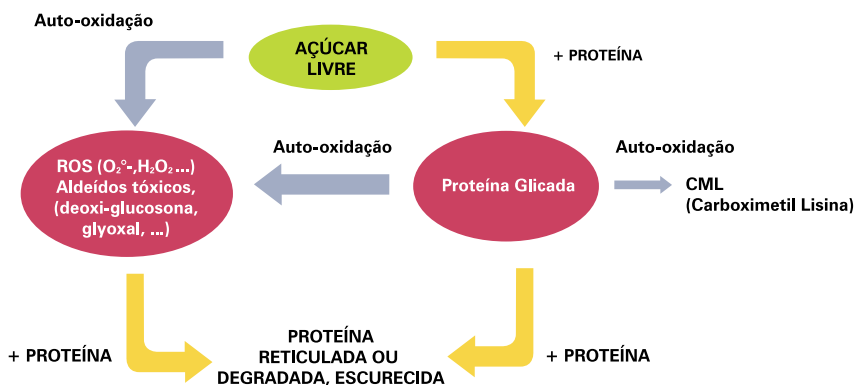 Auto-oxidação
AÇÚCAR
LIVRE
+ PROTEÍNA
ROS (O₂°-,H₂O₂ ...)
Aldeídos tóxicos,
(deoxi-glucosona,
glyoxal, ...)
Auto-oxidação
Proteína Glicada
Auto-oxidação
CML
(Carboximetil Lisina)
+ PROTEÍNA
PROTEÍNA
RETICULADA OU
DEGRADADA, ESCURECIDA
+ PROTEÍNA